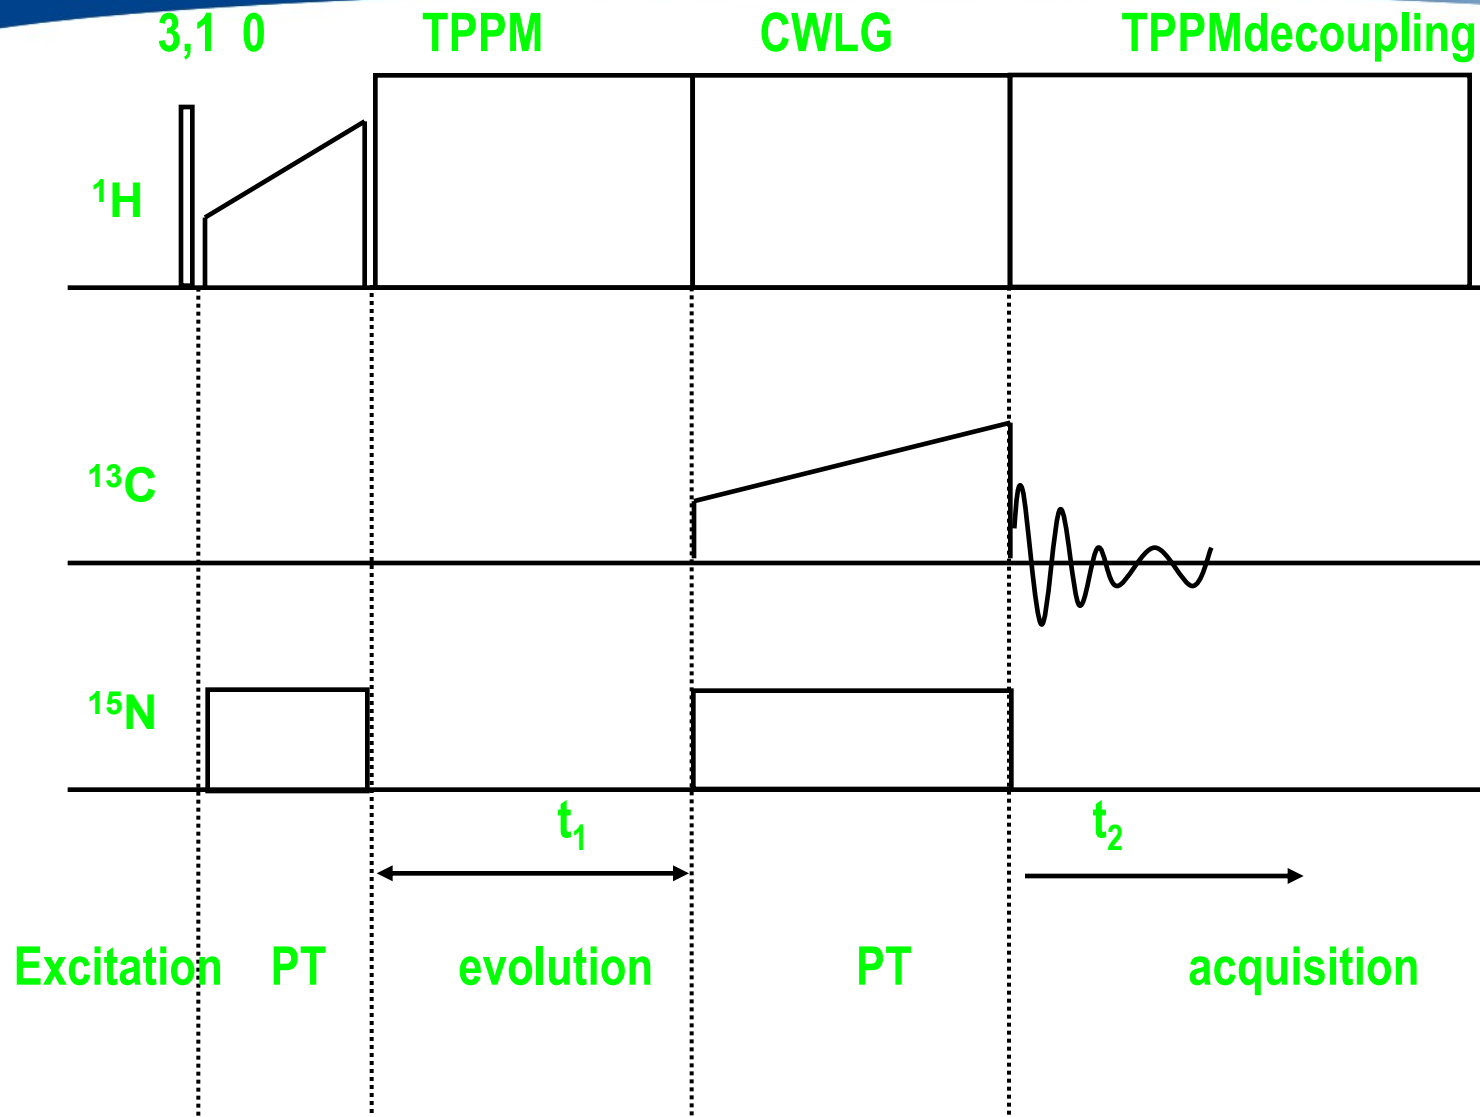 3,1 0 TPPM CWLG TPPMdecoupling
¹H
¹³C
¹⁵N
t₁ t₂
Excitation PT evolution PT acquisition